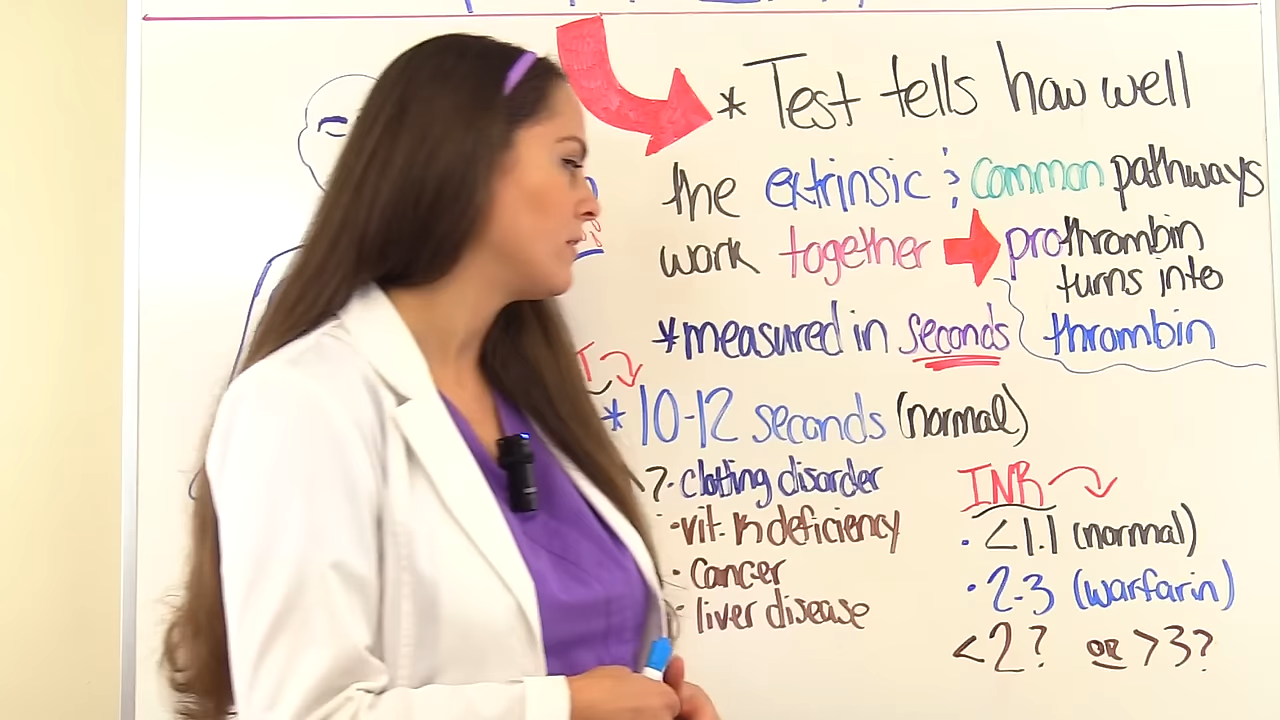 * Test tells how well
the extrinsic & common pathways
work together prothrombin
turns into
thrombin
*measured in seconds
* 10-12 seconds (normal)
?· clotting disorder
·vit. K deficiency
· cancer
· liver disease
INR
· <1.1 (normal)
· 2-3 (warfarin)
<2? or >3?